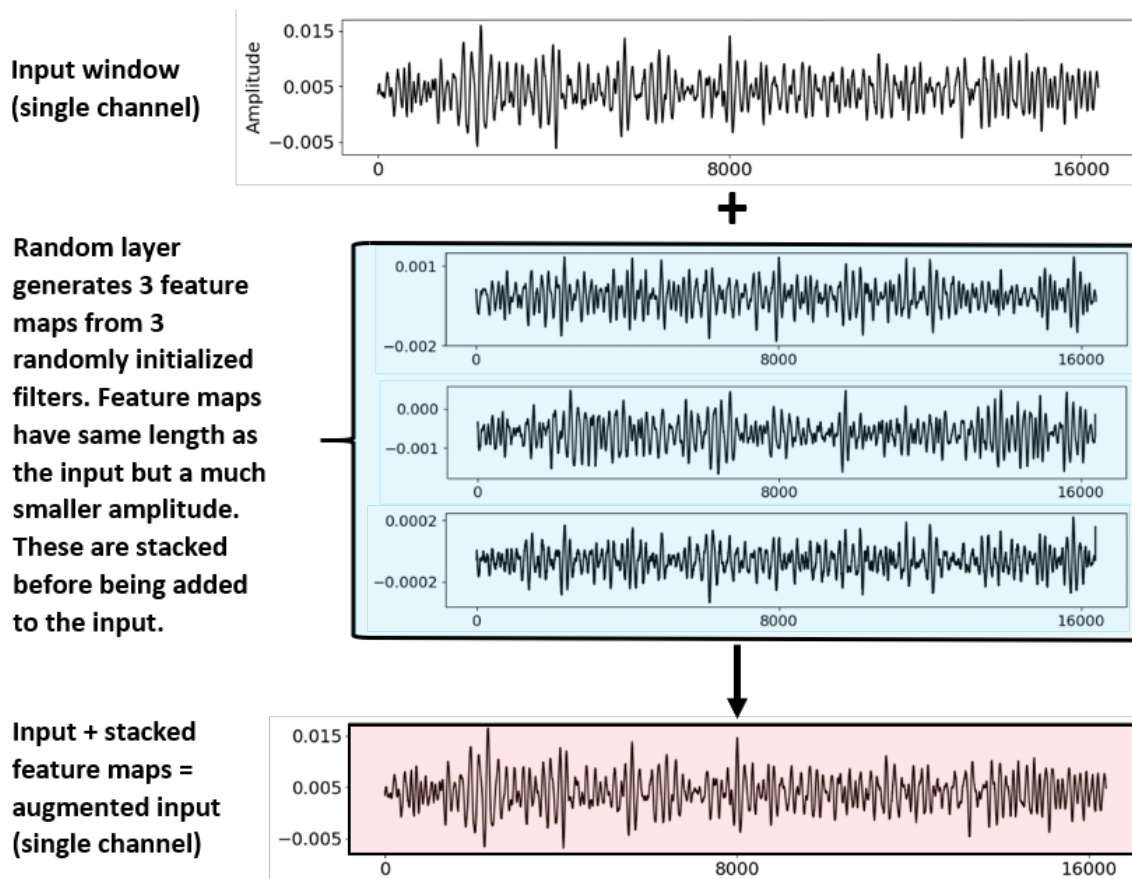 Input window
(single channel)
Amplitude
0.015
0.005
−0.005
0
8000
16000
+
Random layer
generates 3 feature
maps from 3
randomly initialized
filters. Feature maps
have same length as
the input but a much
smaller amplitude.
These are stacked
before being added
to the input.
0.001
−0.002
0
8000
16000
0.000
−0.001
0
8000
16000
0.0002
−0.0002
0
8000
16000
Input + stacked
feature maps =
augmented input
(single channel)
0.015
0.005
−0.005
0
8000
16000